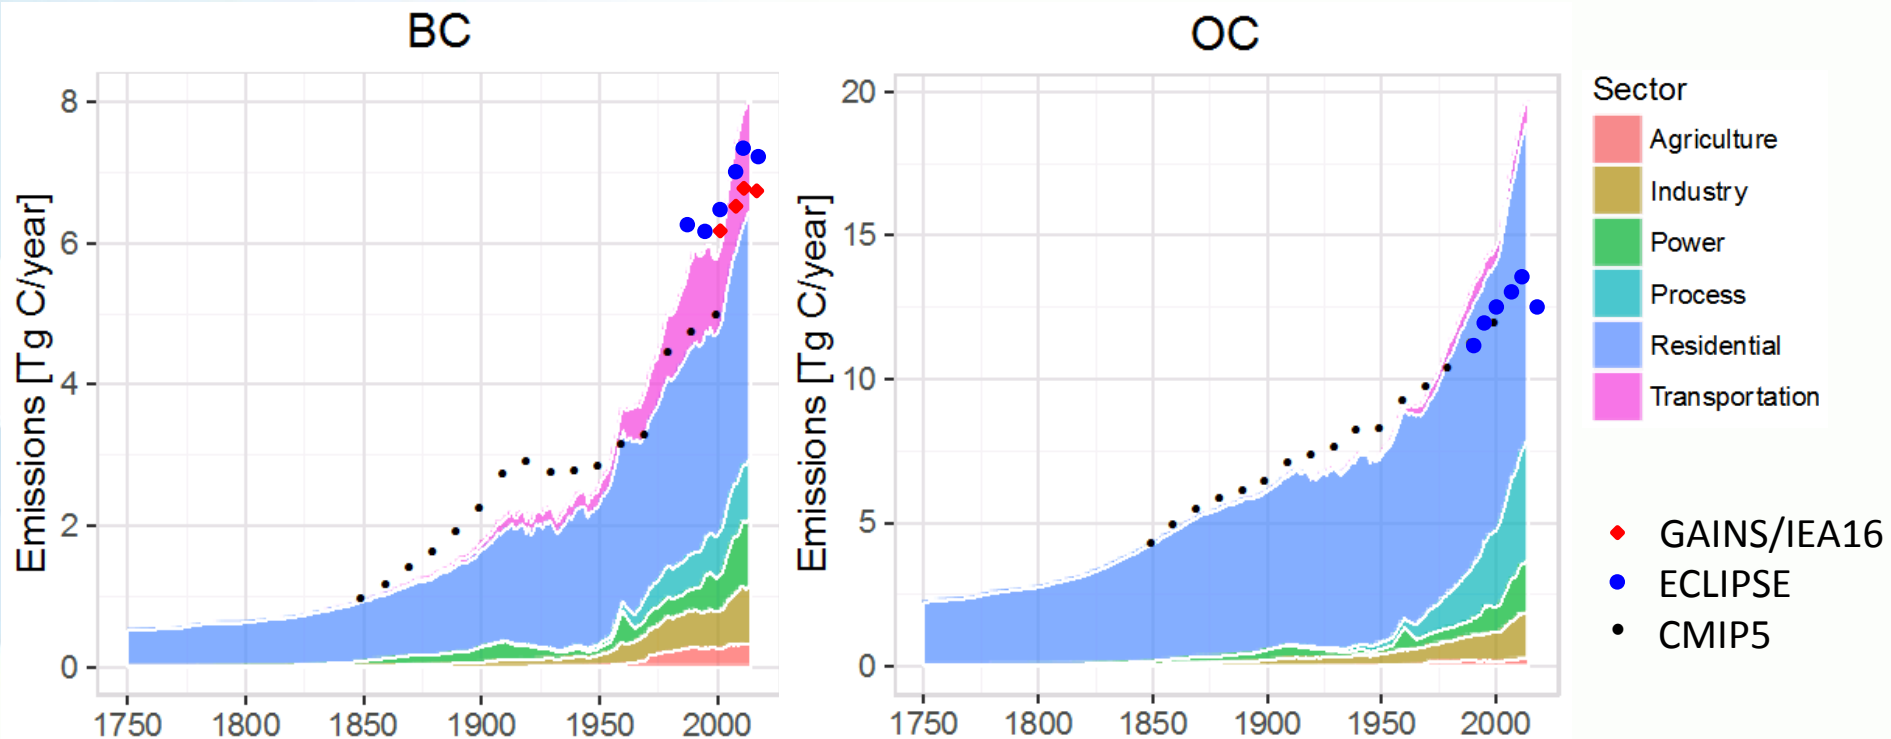 BC
Emissions [Tg C/year]
8
6
4
2
0
1750 1800 1850 1900 1950 2000
OC
Emissions [Tg C/year]
20
15
10
5
0
1750 1800 1850 1900 1950 2000
Sector
Agriculture
Industry
Power
Process
Residential
Transportation
GAINS/IEA16
ECLIPSE
CMIP5